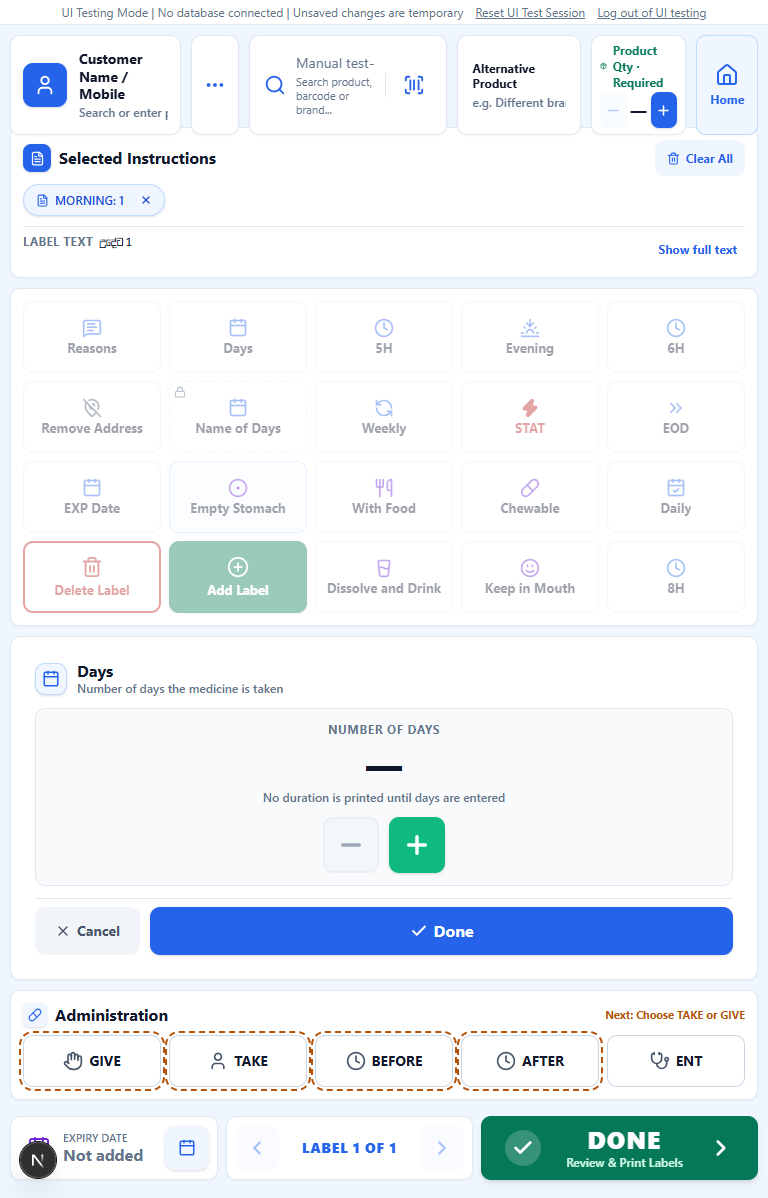 UI Testing Mode | No database connected | Unsaved changes are temporary Reset UI Test Session Log out of UI testing
Customer
Name /
Mobile
Search or enter p
Manual test-
Search product,
barcode or
brand...
Alternative
Product
e.g. Different bra
Product
Qty ·
Required
Home
Selected Instructions
Clear All
MORNING: 1
LABEL TEXT
1
Show full text
Reasons
Days
5H
Evening
6H
Remove Address
Name of Days
Weekly
STAT
EOD
EXP Date
Empty Stomach
With Food
Chewable
Daily
Delete Label
Add Label
Dissolve and Drink
Keep in Mouth
8H
Days
Number of days the medicine is taken
NUMBER OF DAYS
—
No duration is printed until days are entered
Cancel
Done
Administration
Next: Choose TAKE or GIVE
GIVE
TAKE
BEFORE
AFTER
ENT
EXPIRY DATE
Not added
N
LABEL 1 OF 1
DONE
Review & Print Labels